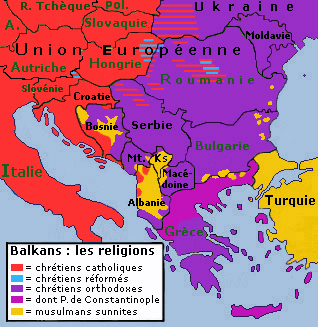 R. Tchèque
Pol.
Ukraine
A.
Slovaquie
Moldavie
Union Européenne
Autriche
Hongrie
Roumanie
Slovénie
Croatie
Bosnie
Serbie
Bulgarie
Italie
Mt.
Ks
Macé-
doine
Albanie
Turquie
Grèce
Balkans : les religions
= chrétiens catholiques
= chrétiens réformés
= chrétiens orthodoxes
= dont P. de Constantinople
= musulmans sunnites